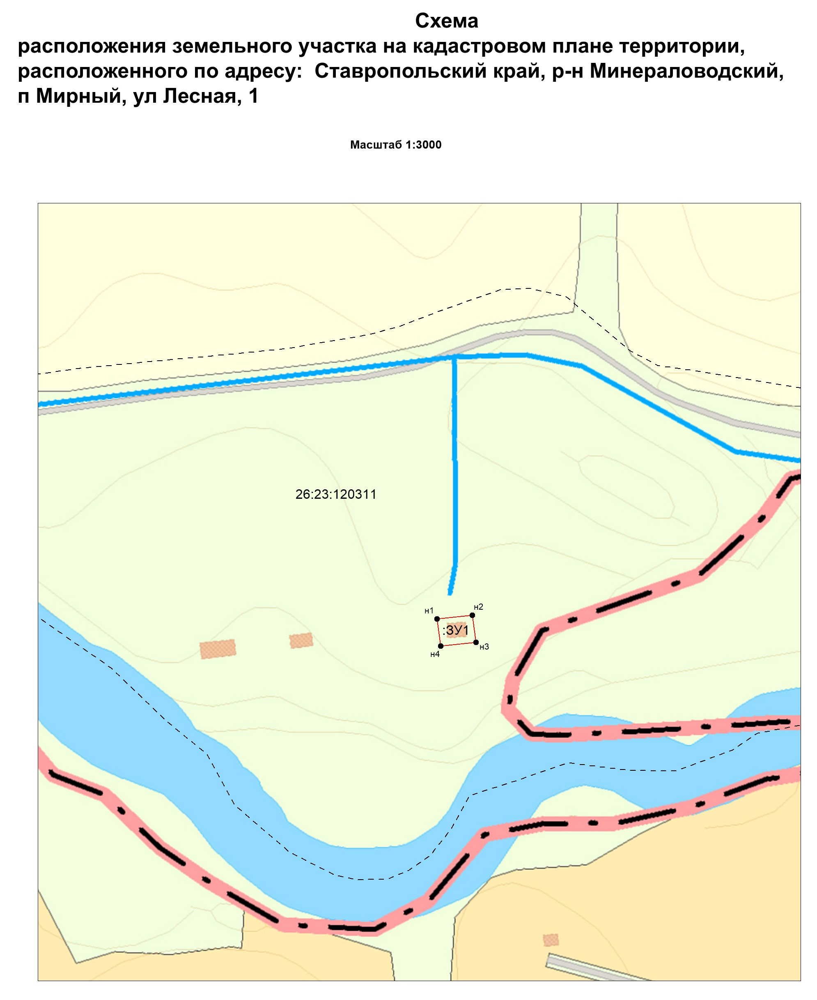 Схема
расположения земельного участка на кадастровом плане территории,
расположенного по адресу:  Ставропольский край, р-н Минераловодский,
п Мирный, ул Лесная, 1
Масштаб 1:3000
26:23:120311
н1
н2
:ЗУ1
н3
н4